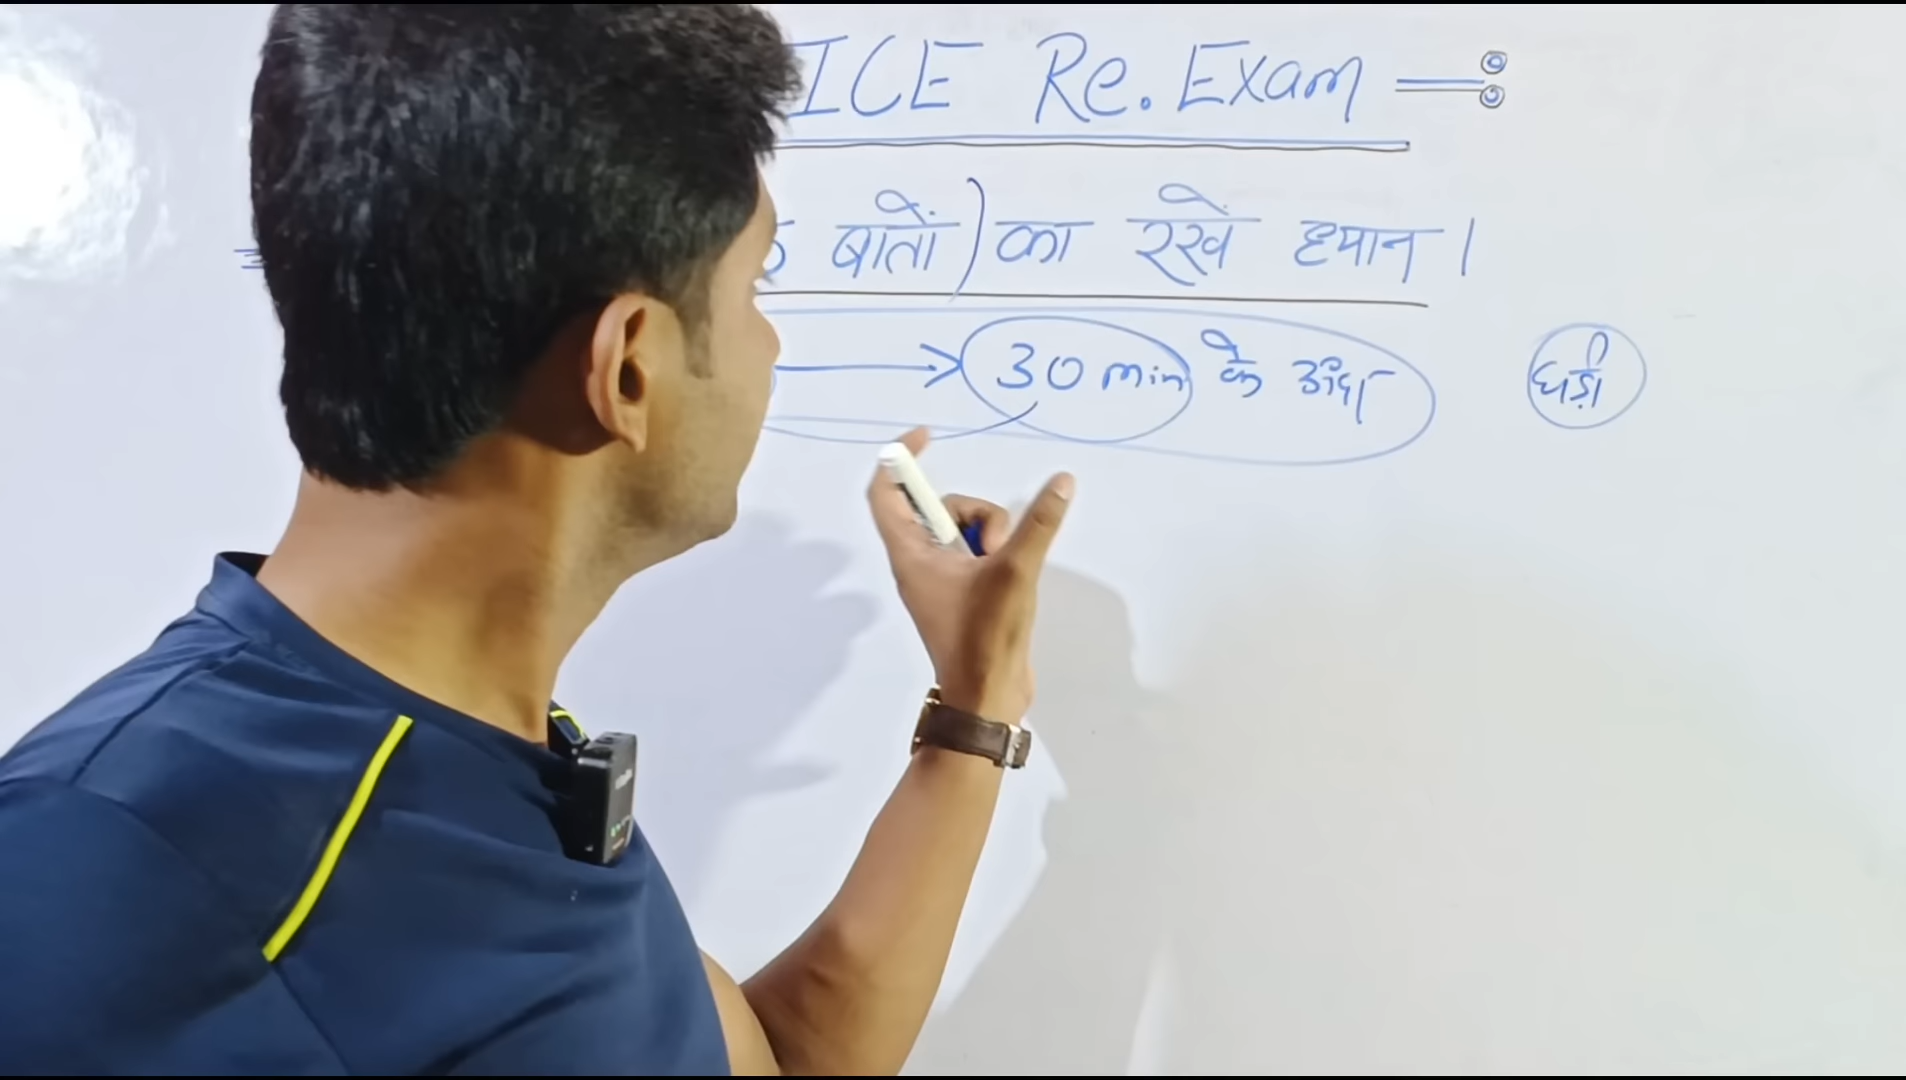 ICE Re. Exam
बातों) का रखें ध्यान।
30 min के अंदर
घड़ी